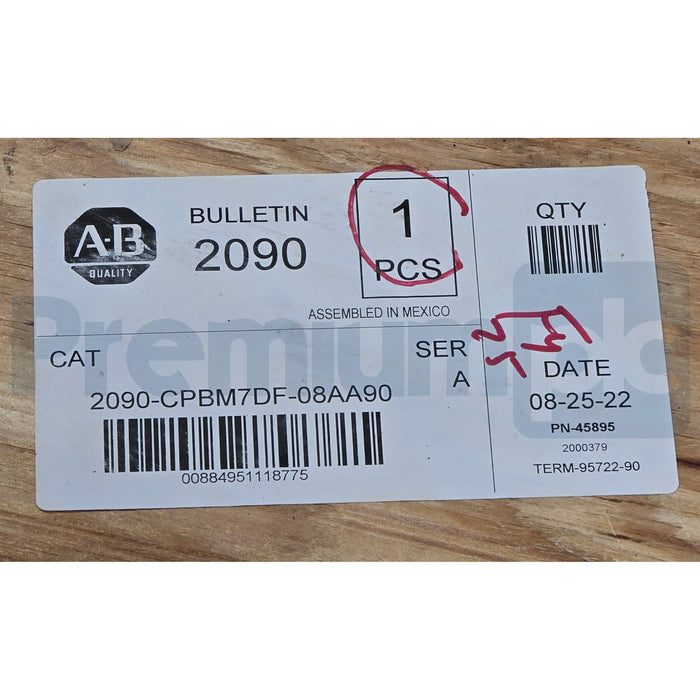 A-B
QUALITY
BULLETIN
2090
1
PCS
ASSEMBLED IN MEXICO
QTY
CAT
SER
A
2090-CPBM7DF-08AA90
00884951118775
DATE
08-25-22
PN-45895
2000379
TERM-95722-90